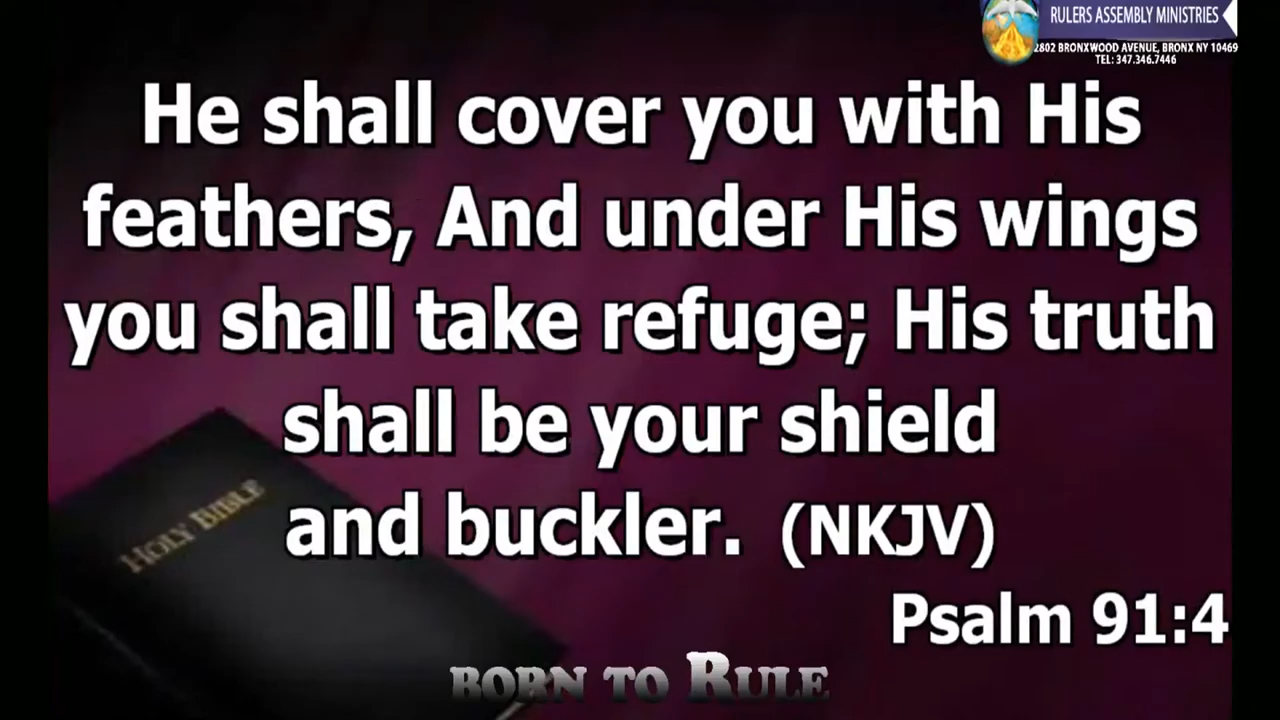 RULERS ASSEMBLY MINISTRIES
2802 BRONXWOOD AVENUE, BRONX NY 10469
TEL: 347.346.7446
He shall cover you with His
feathers, And under His wings
you shall take refuge; His truth
shall be your shield
and buckler. (NKJV)
Psalm 91:4
HOLY BIBLE
BORN TO RULE